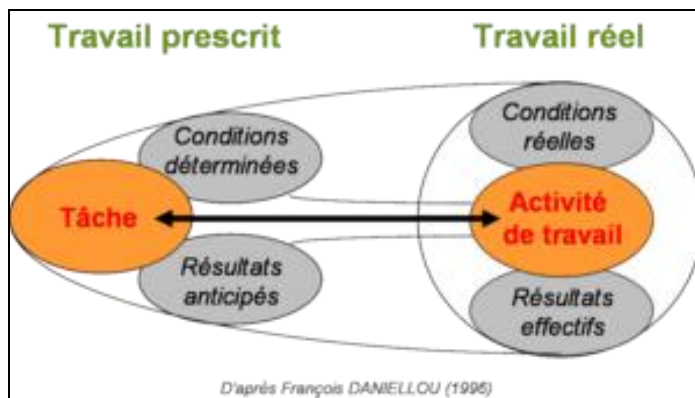 Travail prescrit
Travail réel
Conditions
déterminées
Conditions
réelles
Tâche
Activité
de travail
Résultats
anticipés
Résultats
effectifs
D'après François DANIELLOU (1996)